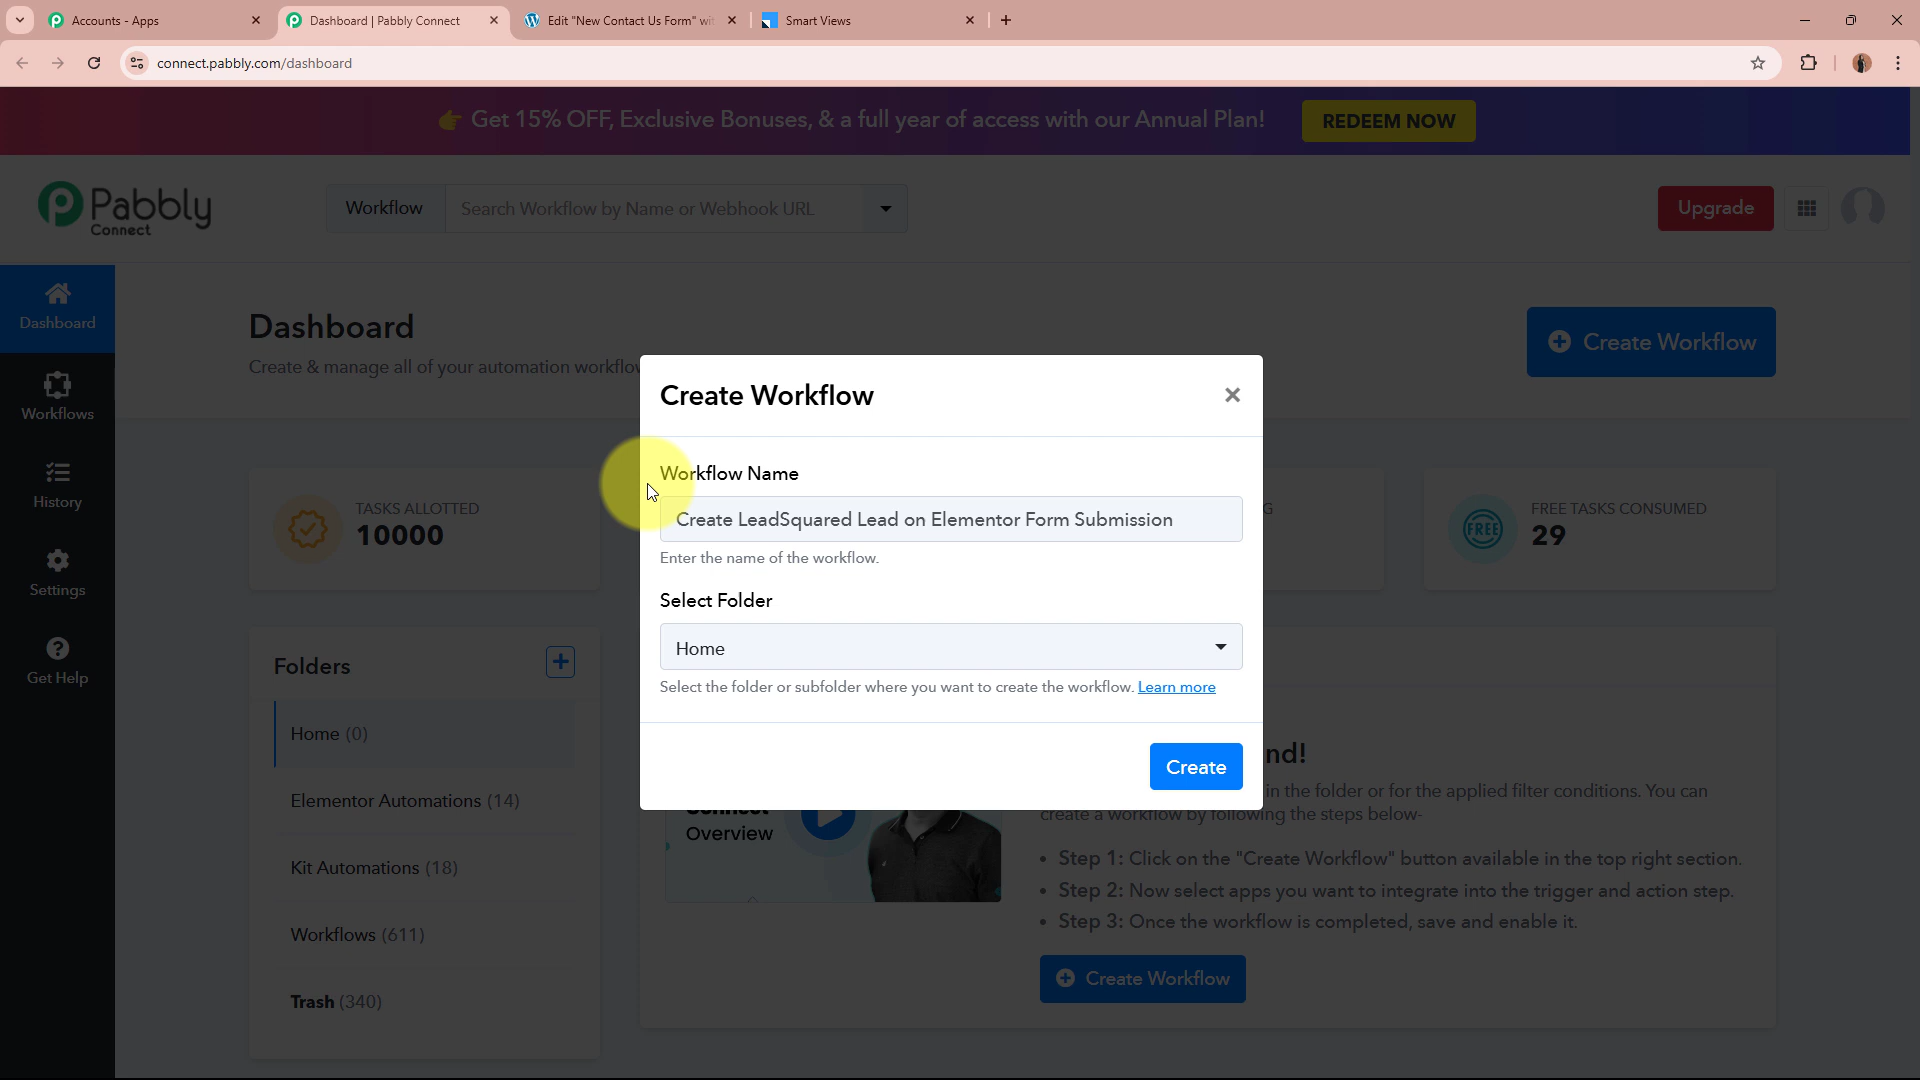 Accounts - Apps
Dashboard | Pabbly Connect
Edit "New Contact Us Form" wit
Smart Views
connect.pabbly.com/dashboard
👉 Get 15% OFF, Exclusive Bonuses, & a full year of access with our Annual Plan!
REDEEM NOW
Pabbly
Connect
Workflow
Search Workflow by Name or Webhook URL
Upgrade
Dashboard
Workflows
History
Settings
Get Help
Dashboard
Create & manage all of your automation workflo
Create Workflow
TASKS ALLOTTED
10000
G
FREE TASKS CONSUMED
29
FREE
Folders
Home (0)
Elementor Automations (14)
Kit Automations (18)
Workflows (611)
Trash (340)
Create Workflow
Workflow Name
Create LeadSquared Lead on Elementor Form Submission
Enter the name of the workflow.
Select Folder
Home
Select the folder or subfolder where you want to create the workflow. Learn more
Create
Connect
Overview
nd!
in the folder or for the applied filter conditions. You can
create a workflow by following the steps below-
• Step 1: Click on the "Create Workflow" button available in the top right section.
• Step 2: Now select apps you want to integrate into the trigger and action step.
• Step 3: Once the workflow is completed, save and enable it.
Create Workflow